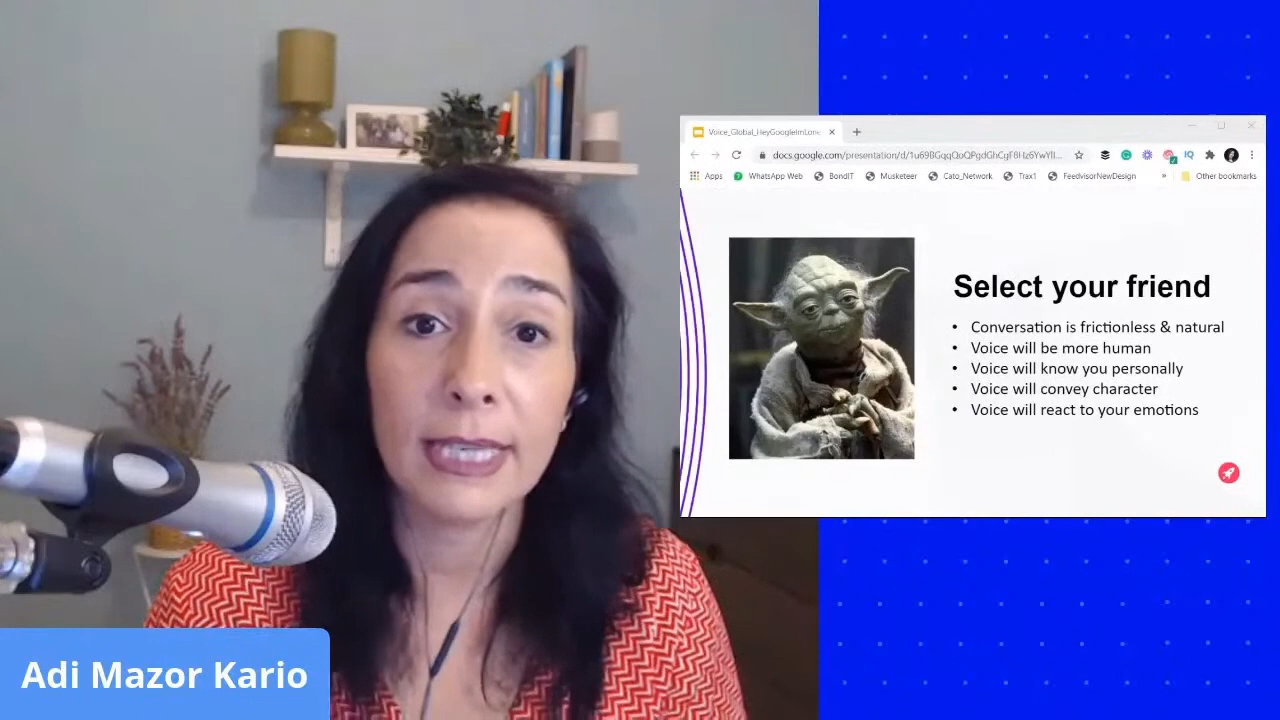 Adi Mazor Kario
Voice_Global_HeyGoogleImLone
Apps
WhatsApp Web
BondIT
Musketeer
Cato_Network
Trax1
FeedvisorNewDesign
»
Other bookmarks
Select your friend
• Conversation is frictionless & natural
• Voice will be more human
• Voice will know you personally
• Voice will convey character
• Voice will react to your emotions